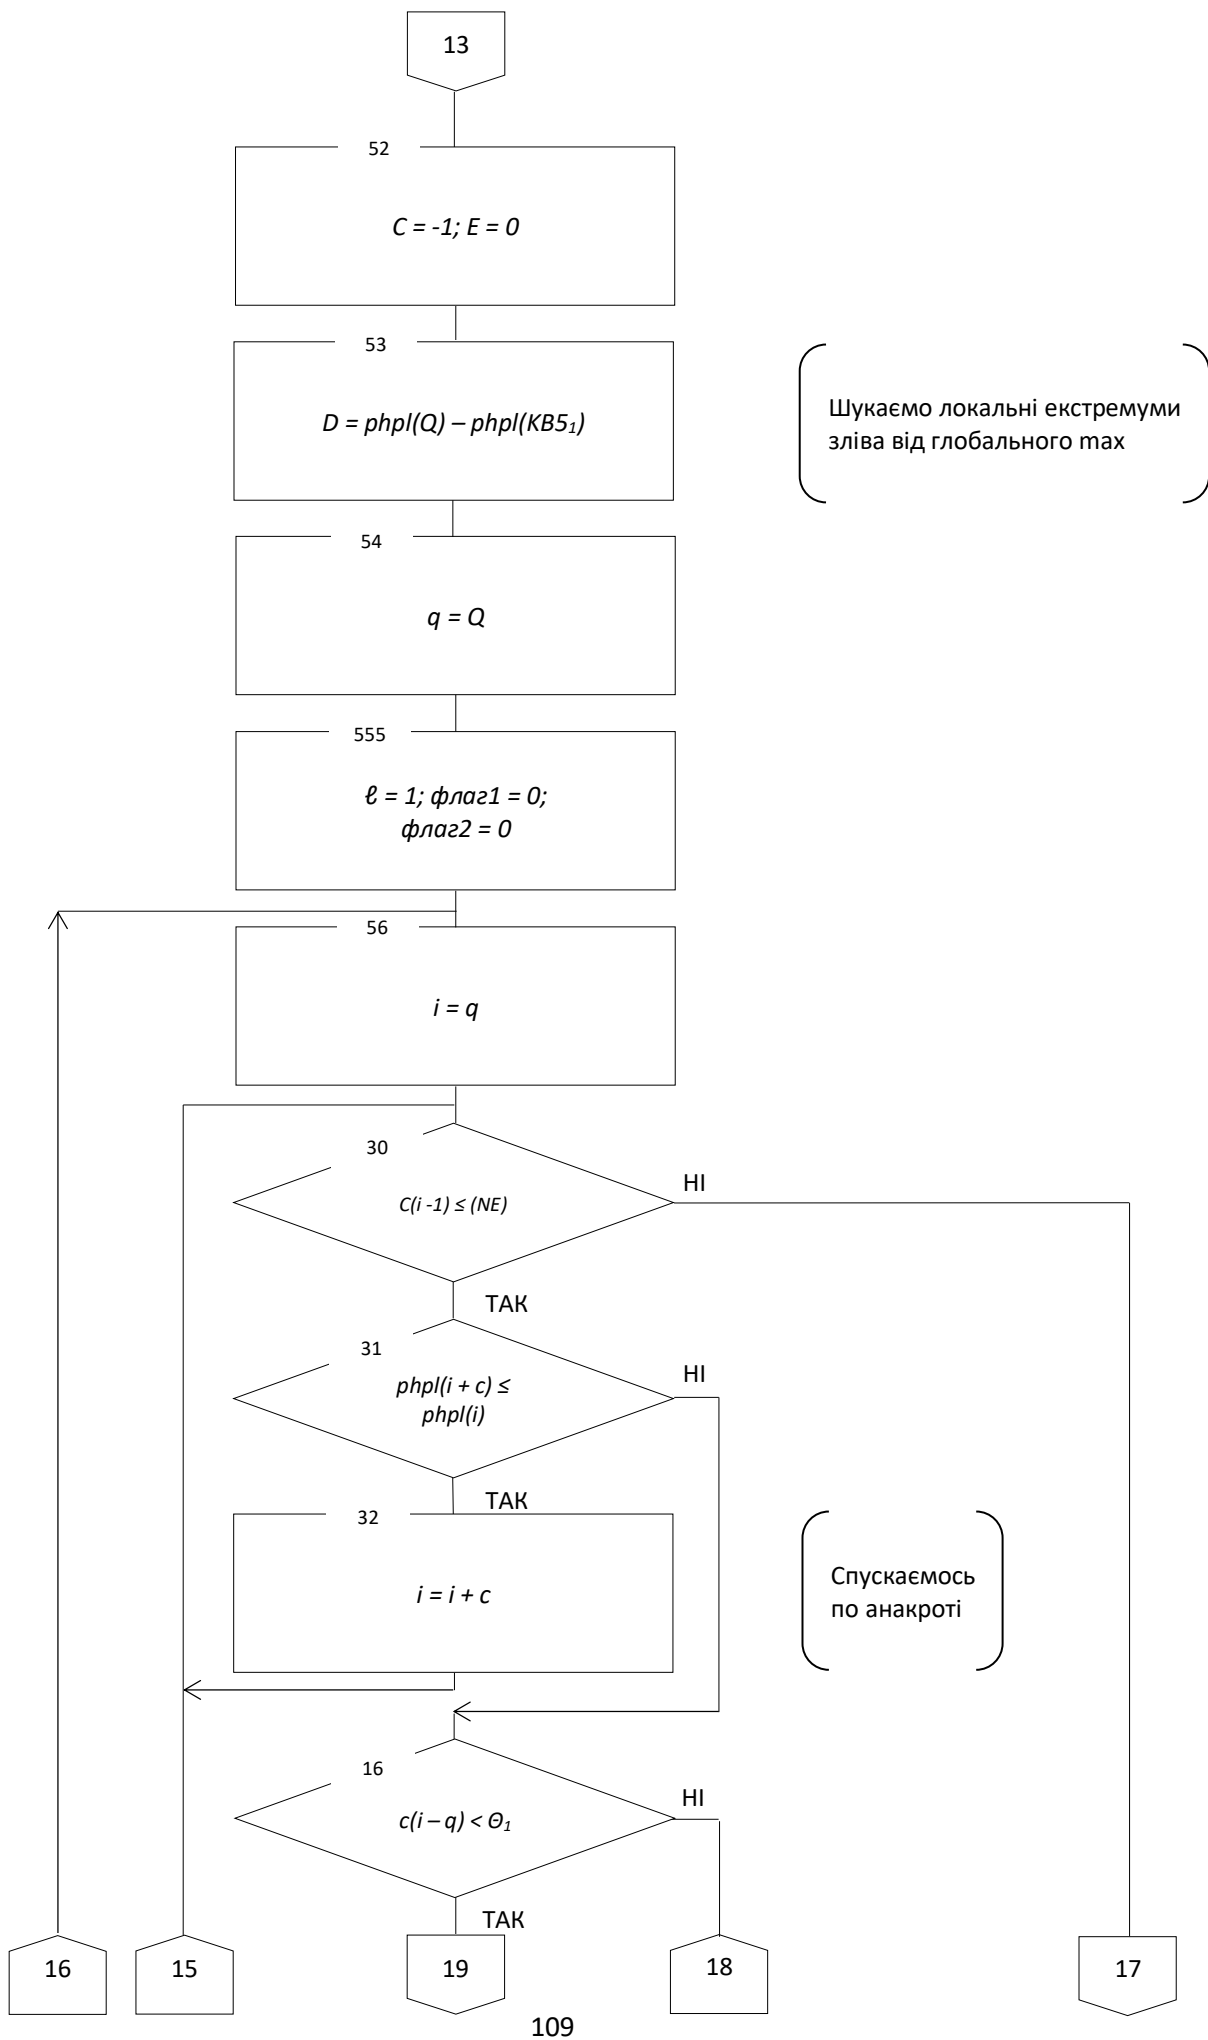 13
52
C = -1; E = 0
53
D = phpl(Q) – phpl(KB5₁)
Шукаємо локальні екстремуми
зліва від глобального max
54
q = Q
555
ℓ = 1; флаг1 = 0;
флаг2 = 0
56
i = q
30
C(i -1) ≤ (NE)
НІ
ТАК
31
phpl(i + c) ≤
phpl(i)
НІ
ТАК
32
i = i + c
Спускаємось
по анакроті
16
c(i – q) < Θ₁
НІ
ТАК
16
15
19
18
17
109